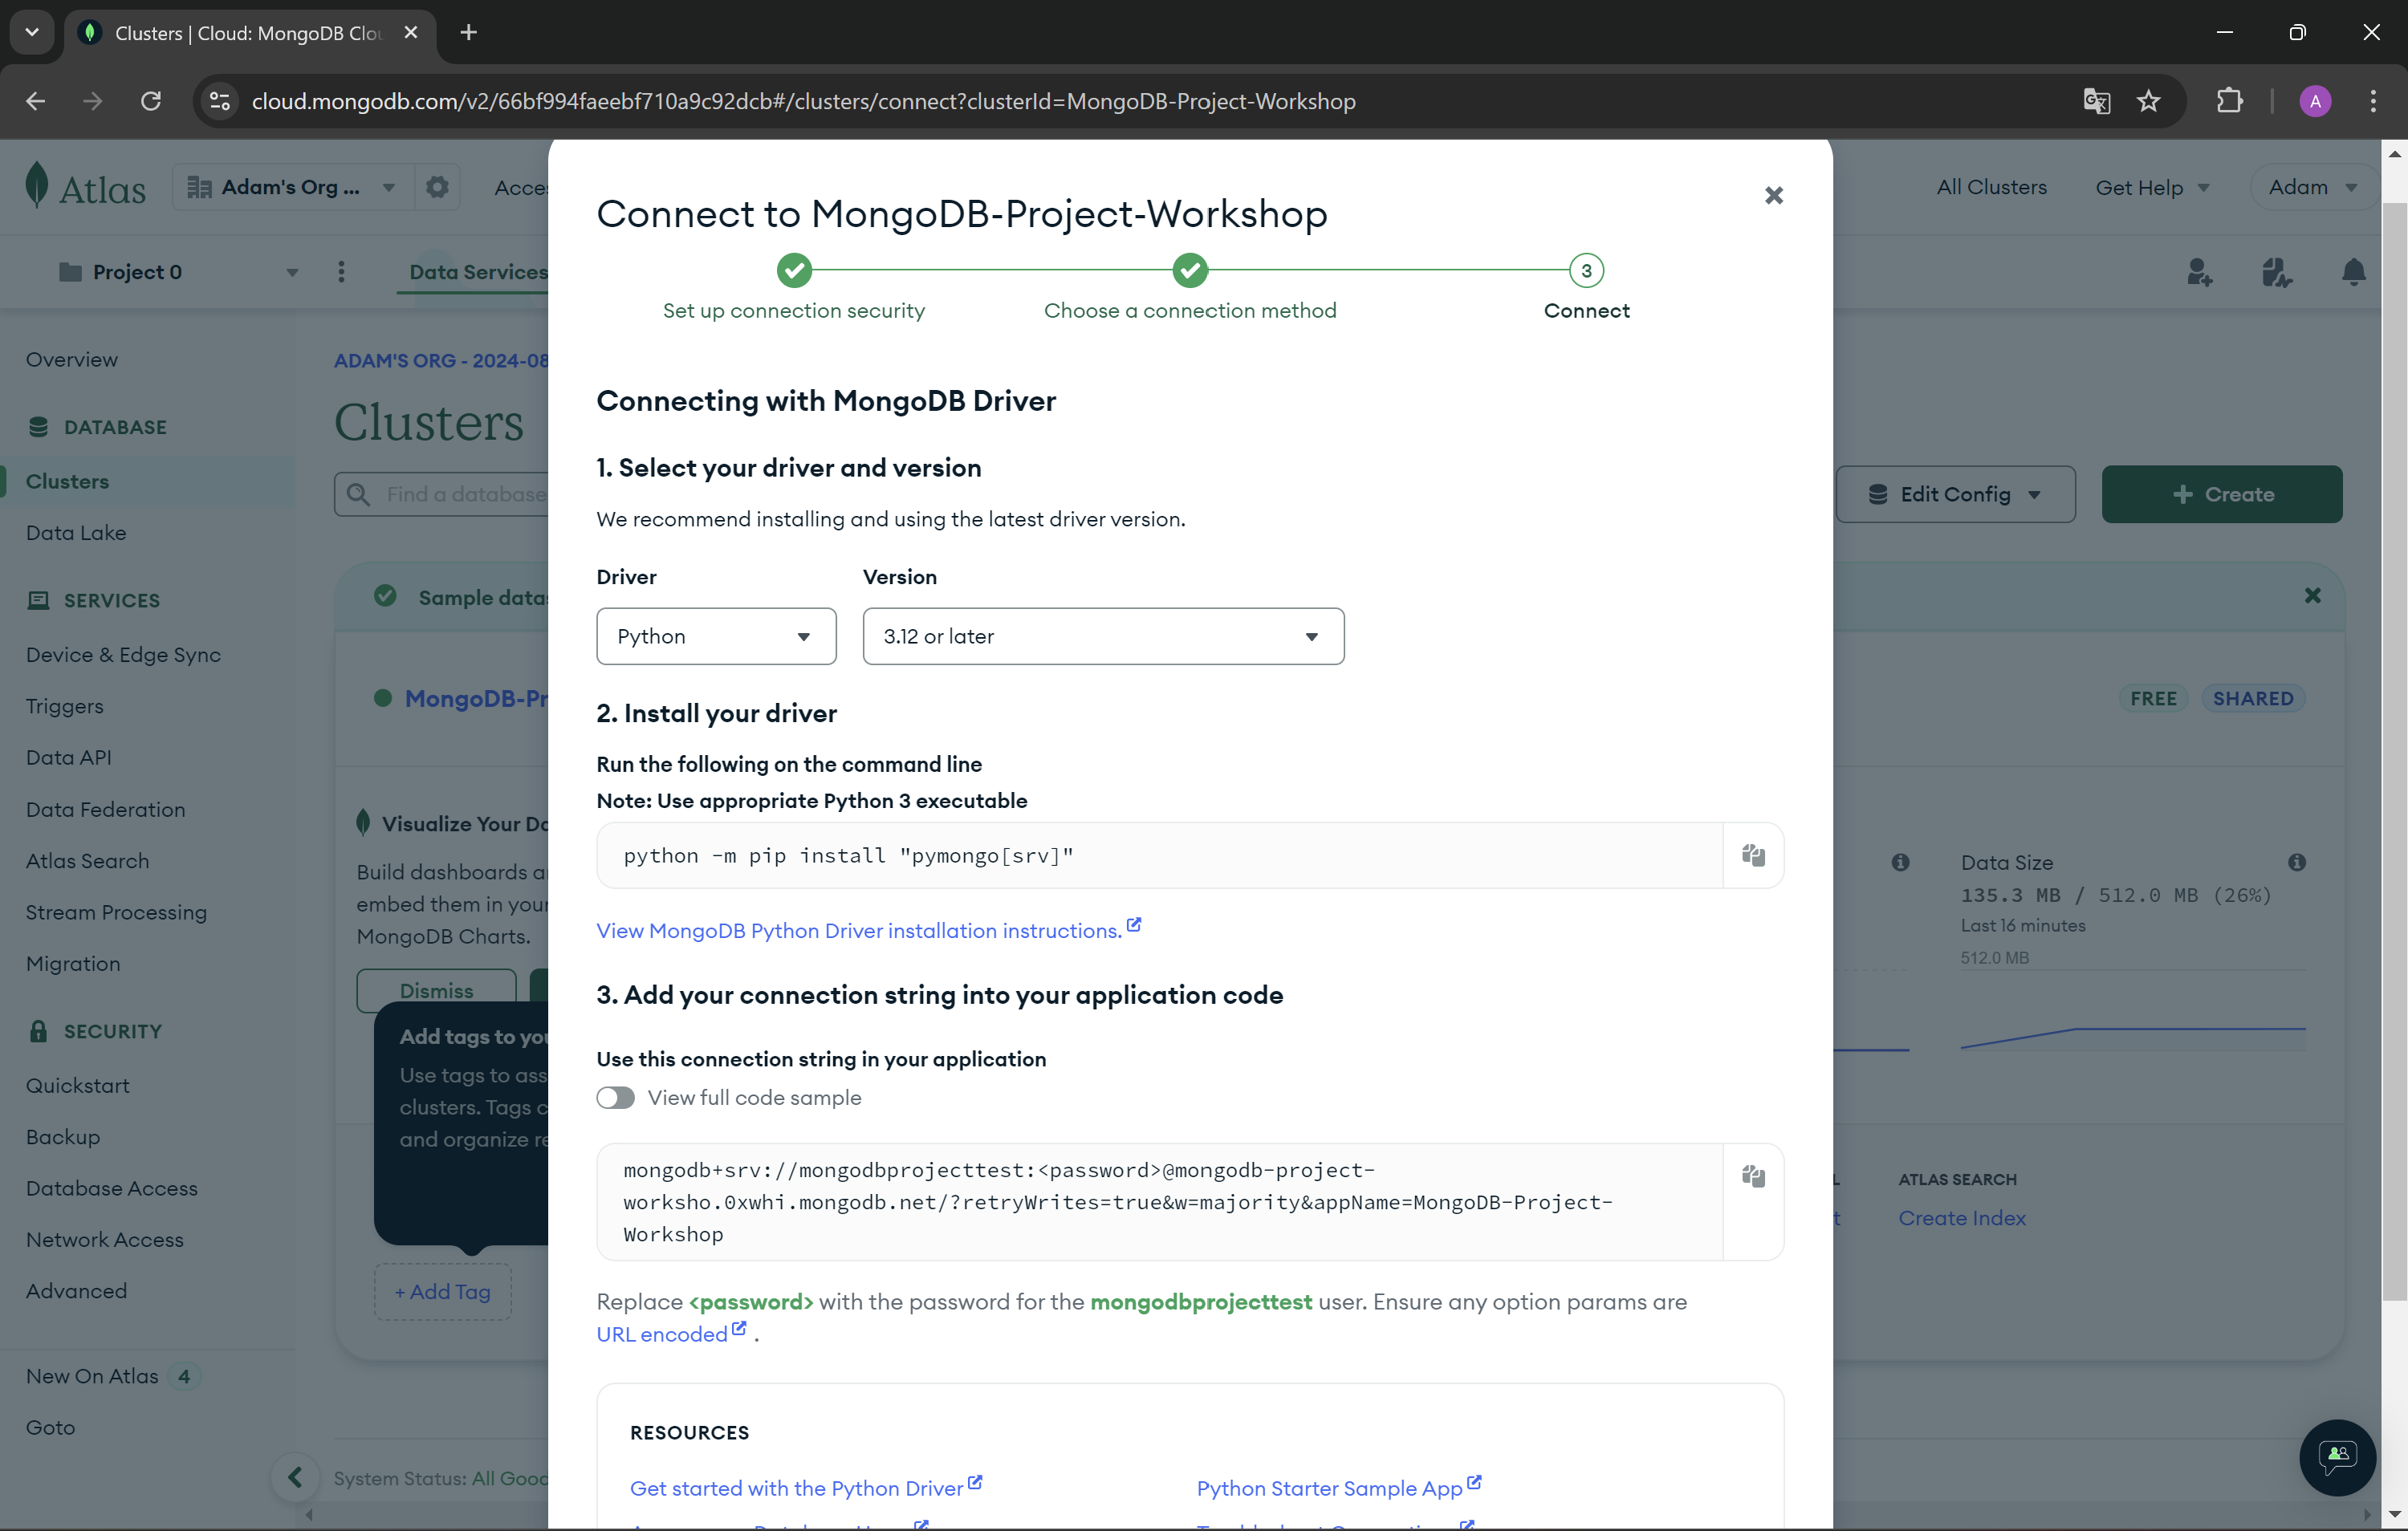 Clusters | Cloud: MongoDB Clou
cloud.mongodb.com/v2/66bf994faeebf710a9c92dcb#/clusters/connect?clusterId=MongoDB-Project-Workshop
A
Atlas
Adam's Org ...
Acce
All Clusters
Get Help
Adam
Project 0
Data Services
Overview
DATABASE
Clusters
Data Lake
SERVICES
Device & Edge Sync
Triggers
Data API
Data Federation
Atlas Search
Stream Processing
Migration
SECURITY
Quickstart
Backup
Database Access
Network Access
Advanced
New On Atlas 4
Goto
ADAM'S ORG - 2024-08
Clusters
Find a database
Edit Config
+ Create
Sample data
MongoDB-Pr
FREE
SHARED
Visualize Your Da
Build dashboards a
embed them in your
MongoDB Charts.
Dismiss
Add tags to you
Use tags to ass
clusters. Tags c
and organize re
+ Add Tag
Data Size
135.3 MB / 512.0 MB (26%)
Last 16 minutes
512.0 MB
ATLAS SEARCH
Create Index
System Status: All Good
Connect to MongoDB-Project-Workshop
3
Set up connection security
Choose a connection method
Connect
Connecting with MongoDB Driver
1. Select your driver and version
We recommend installing and using the latest driver version.
Driver
Version
Python
3.12 or later
2. Install your driver
Run the following on the command line
Note: Use appropriate Python 3 executable
python -m pip install "pymongo[srv]"
View MongoDB Python Driver installation instructions.
3. Add your connection string into your application code
Use this connection string in your application
View full code sample
mongodb+srv://mongodbprojecttest:<password>@mongodb-project-
worksho.0xwhi.mongodb.net/?retryWrites=true&w=majority&appName=MongoDB-Project-
Workshop
Replace <password> with the password for the mongodbprojecttest user. Ensure any option params are
URL encoded .
RESOURCES
Get started with the Python Driver
Python Starter Sample App